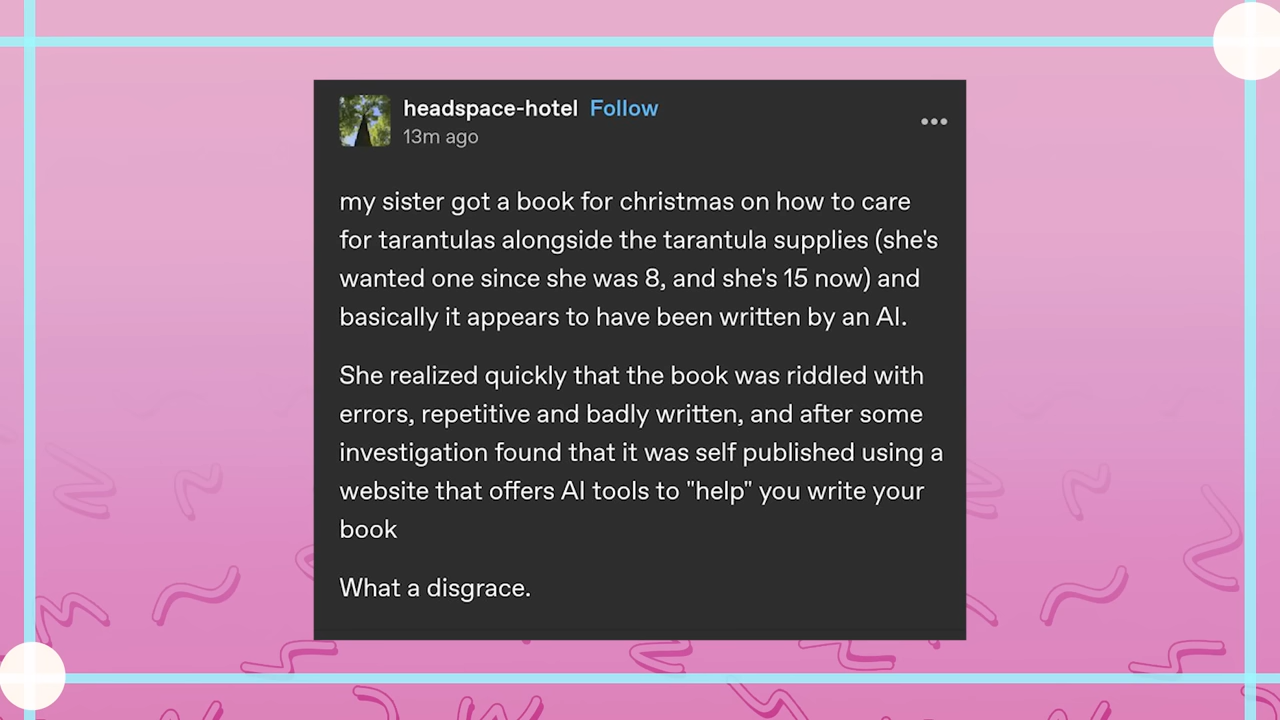 headspace-hotel Follow
13m ago
my sister got a book for christmas on how to care
for tarantulas alongside the tarantula supplies (she's
wanted one since she was 8, and she's 15 now) and
basically it appears to have been written by an AI.
She realized quickly that the book was riddled with
errors, repetitive and badly written, and after some
investigation found that it was self published using a
website that offers AI tools to "help" you write your
book
What a disgrace.